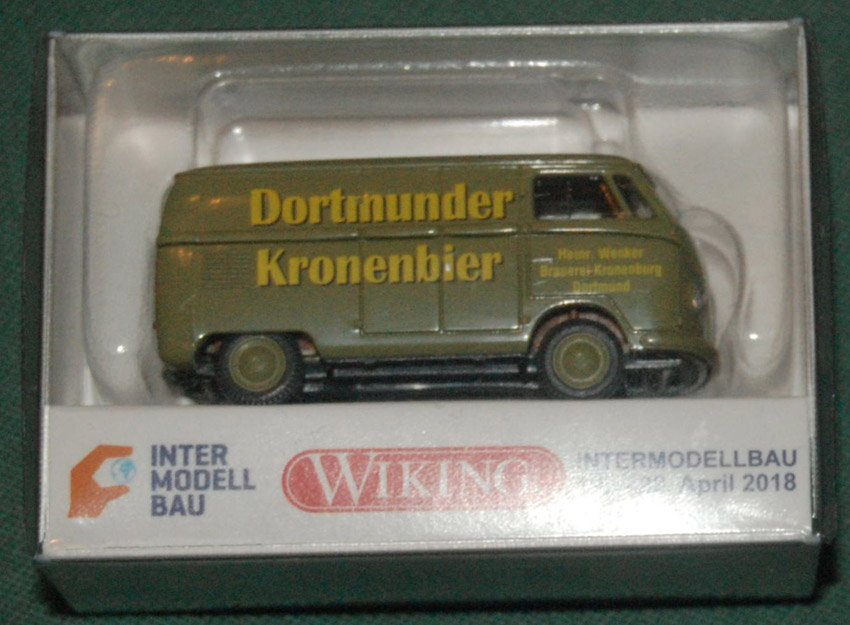 Dortmunder
Kronenbier
Heinr. Wenker
Brauerei-Kronenburg
Dortmund
INTER
MODELL
BAU
WIKING
INTERMODELLBAU
April 2018